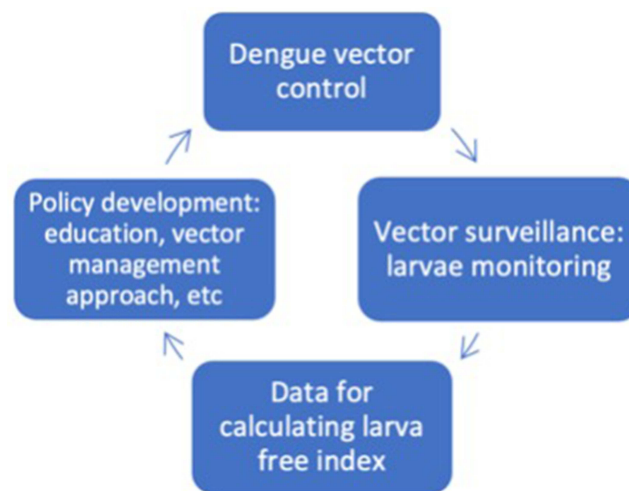 Dengue vector
control
Vector surveillance:
larvae monitoring
Data for
calculating larva
free index
Policy development:
education, vector
management
approach, etc